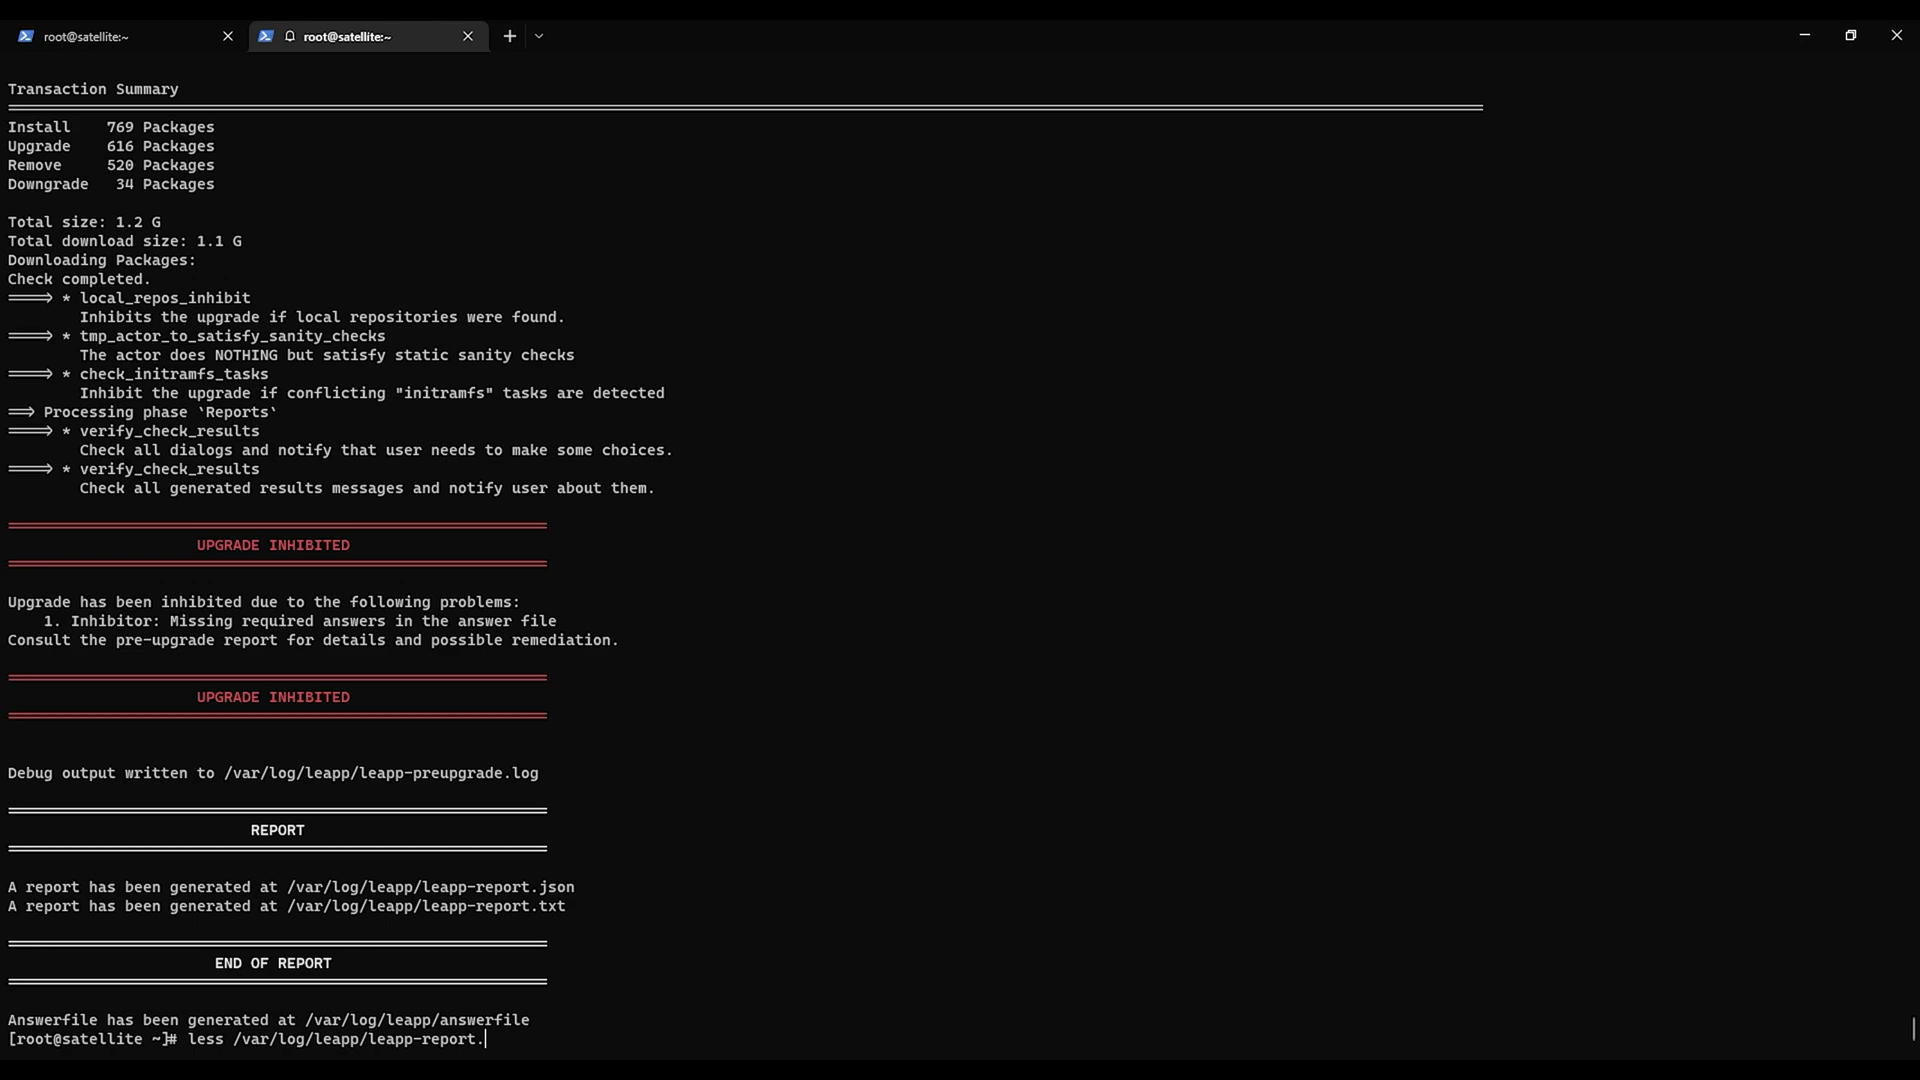 root@satellite:~
root@satellite:~
Transaction Summary
Install 769 Packages
Upgrade 616 Packages
Remove 520 Packages
Downgrade 34 Packages
Total size: 1.2 G
Total download size: 1.1 G
Downloading Packages:
Check completed.
====> * local_repos_inhibit
Inhibits the upgrade if local repositories were found.
====> * tmp_actor_to_satisfy_sanity_checks
The actor does NOTHING but satisfy static sanity checks
====> * check_initramfs_tasks
Inhibit the upgrade if conflicting "initramfs" tasks are detected
==> Processing phase `Reports`
====> * verify_check_results
Check all dialogs and notify that user needs to make some choices.
====> * verify_check_results
Check all generated results messages and notify user about them.
UPGRADE INHIBITED
Upgrade has been inhibited due to the following problems:
1. Inhibitor: Missing required answers in the answer file
Consult the pre-upgrade report for details and possible remediation.
UPGRADE INHIBITED
Debug output written to /var/log/leapp/leapp-preupgrade.log
REPORT
A report has been generated at /var/log/leapp/leapp-report.json
A report has been generated at /var/log/leapp/leapp-report.txt
END OF REPORT
Answerfile has been generated at /var/log/leapp/answerfile
[root@satellite ~]# less /var/log/leapp/leapp-report.